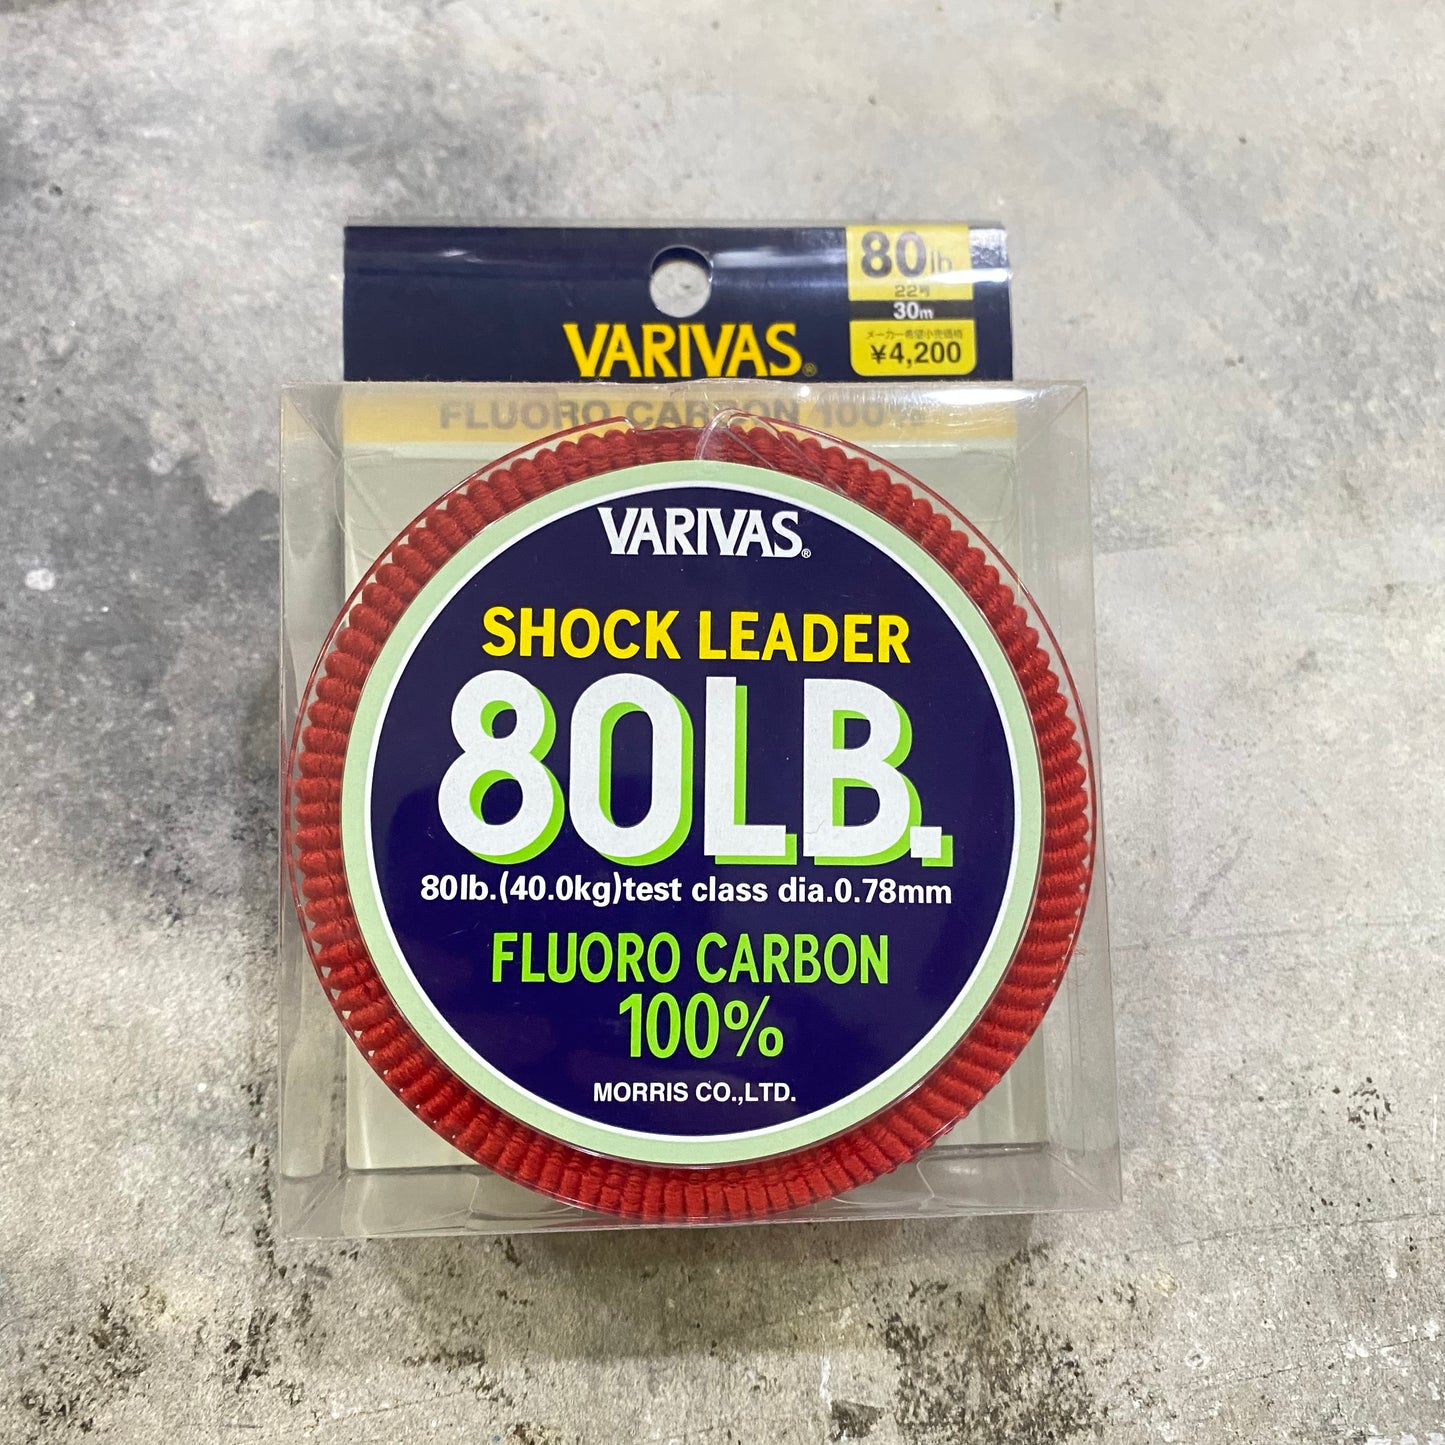 80lb
22号
30m
メーカー希望小売価格
¥4,200
VARIVAS®
FLUORO CARBON 100%
VARIVAS®
SHOCK LEADER
80LB.
80lb.(40.0kg)test class dia.0.78mm
FLUORO CARBON
100%
MORRIS CO.,LTD.